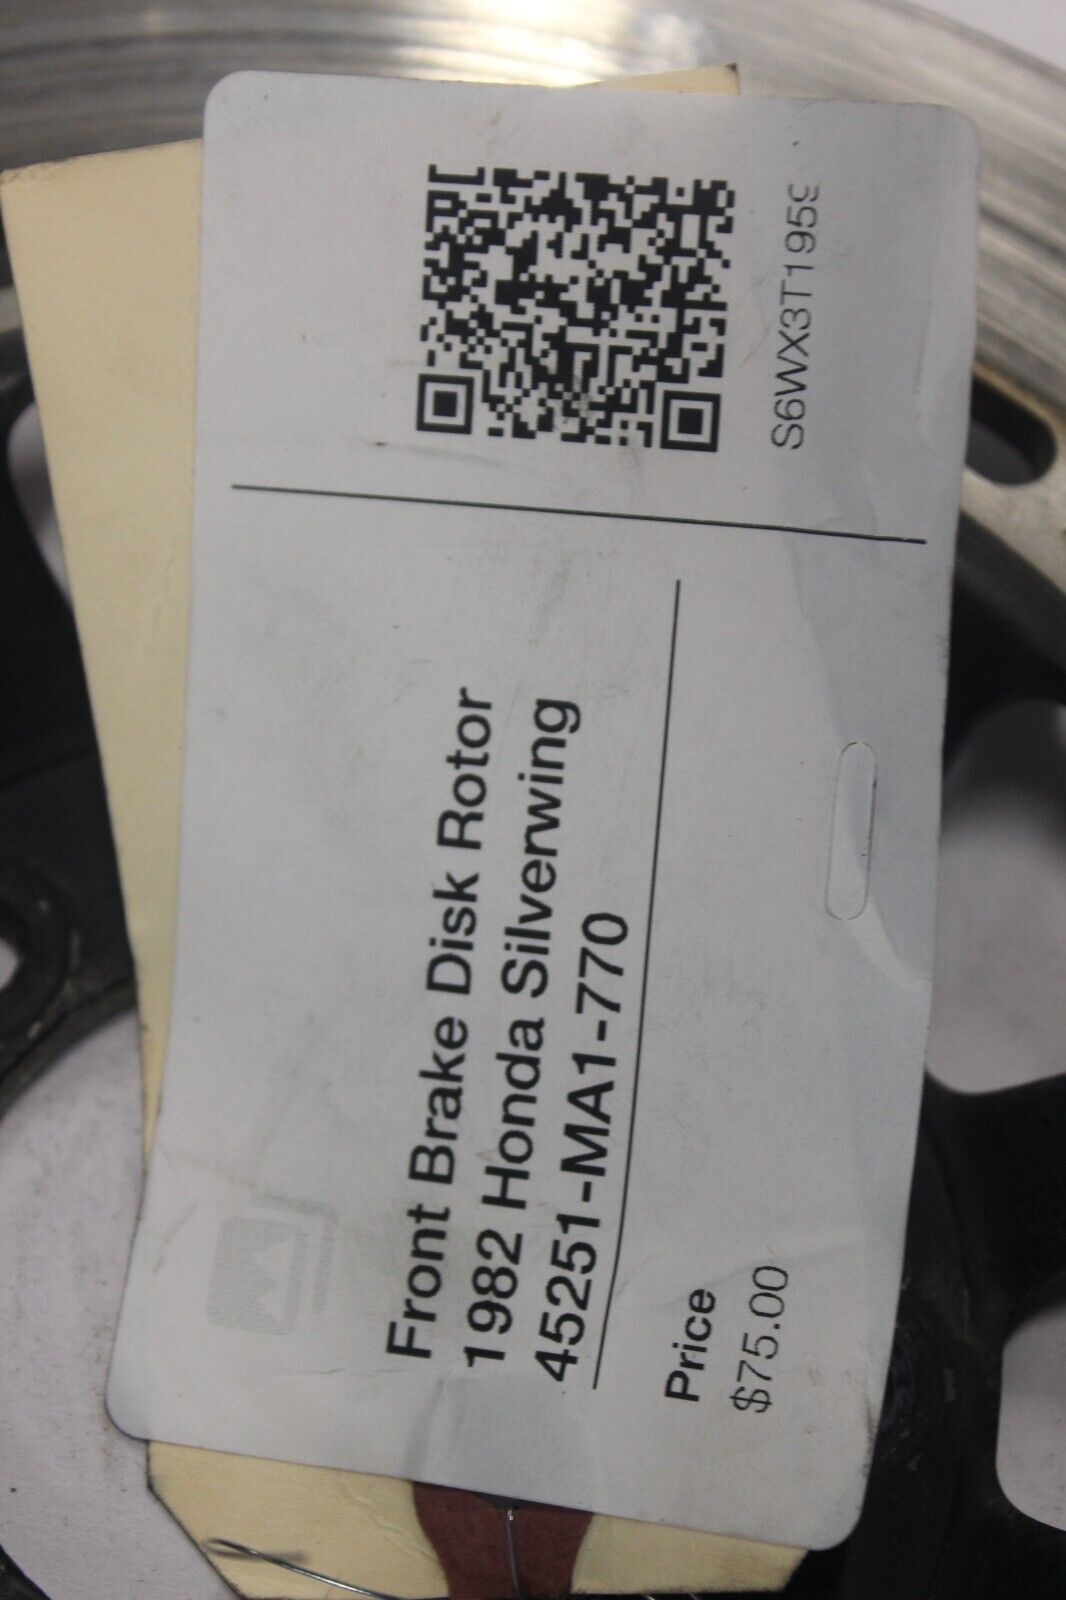 Front Brake Disk Rotor
1982 Honda Silverwing
45251-MA1-770
Price
$75.00
S6WX3T1959